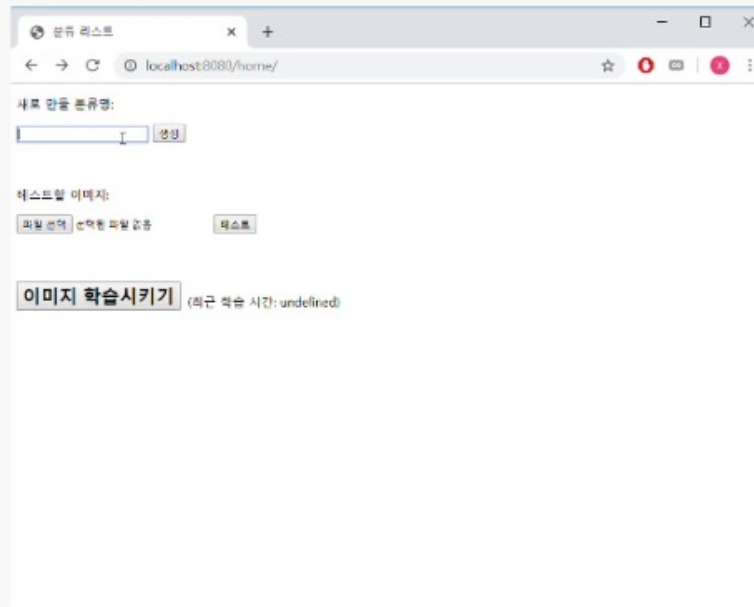 분류 리스트
localhost:8080/home/
새로 만들 분류명:
생성
테스트할 이미지:
파일 선택 선택된 파일 없음 테스트
이미지 학습시키기 (최근 학습 시간: undefined)